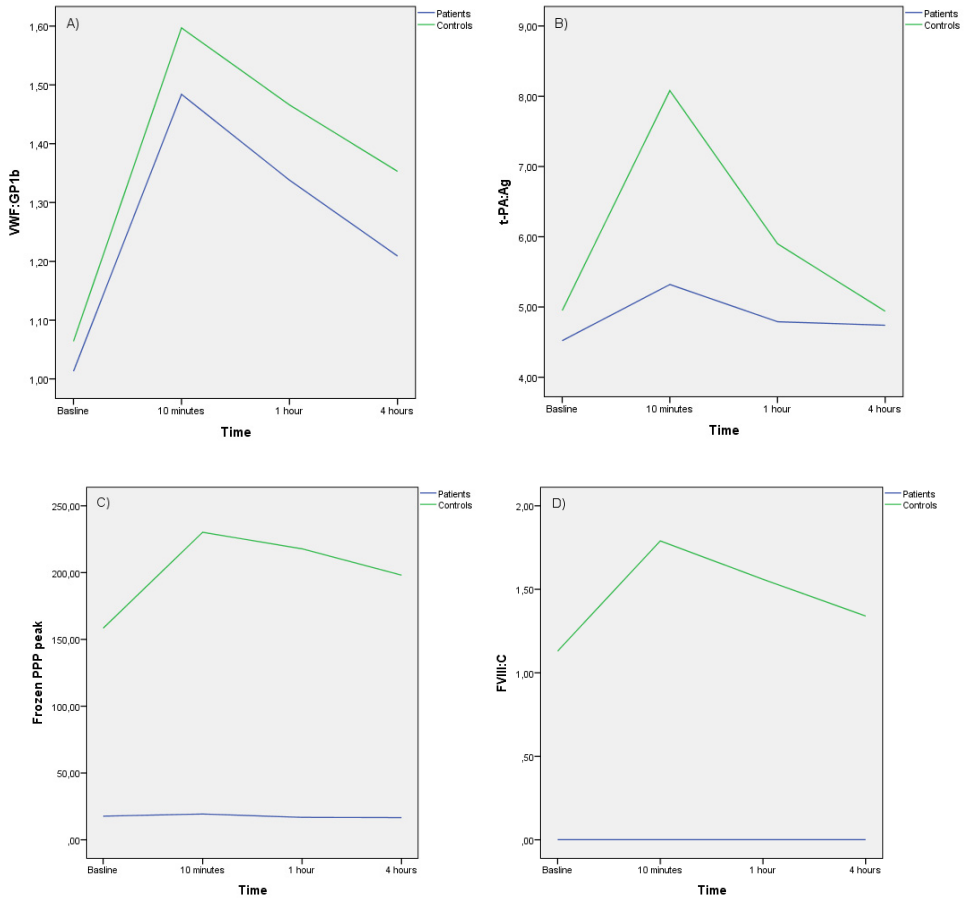 A)
Patients
Controls
1,60
1,50
1,40
1,30
1,20
1,10
1,00
VWF:GP1b
Basline
10 minutes
1 hour
4 hours
Time
B)
Patients
Controls
9,00
8,00
7,00
6,00
5,00
4,00
t-PA:Ag
Basline
10 minutes
1 hour
4 hours
Time
C)
Patients
Controls
250,00
200,00
150,00
100,00
50,00
,00
Frozen PPP peak
Basline
10 minutes
1 hour
4 hours
Time
D)
Patients
Controls
2,00
1,50
1,00
,50
,00
FVIII:C
Basline
10 minutes
1 hour
4 hours
Time